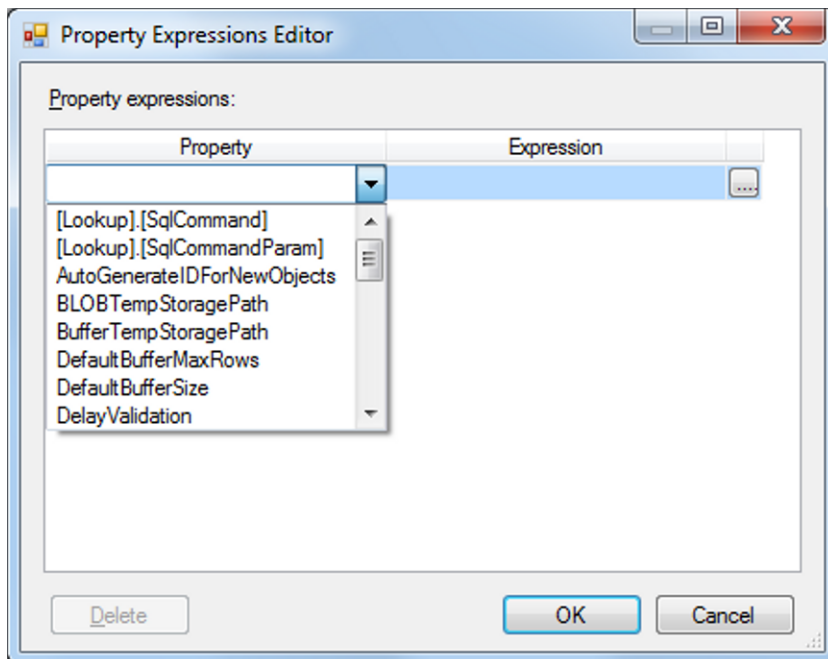 Property Expressions Editor
Property expressions:
Property Expression
...
[Lookup].[SqlCommand]
[Lookup].[SqlCommandParam]
AutoGenerateIDForNewObjects
BLOBTempStoragePath
BufferTempStoragePath
DefaultBufferMaxRows
DefaultBufferSize
DelayValidation
Delete OK Cancel